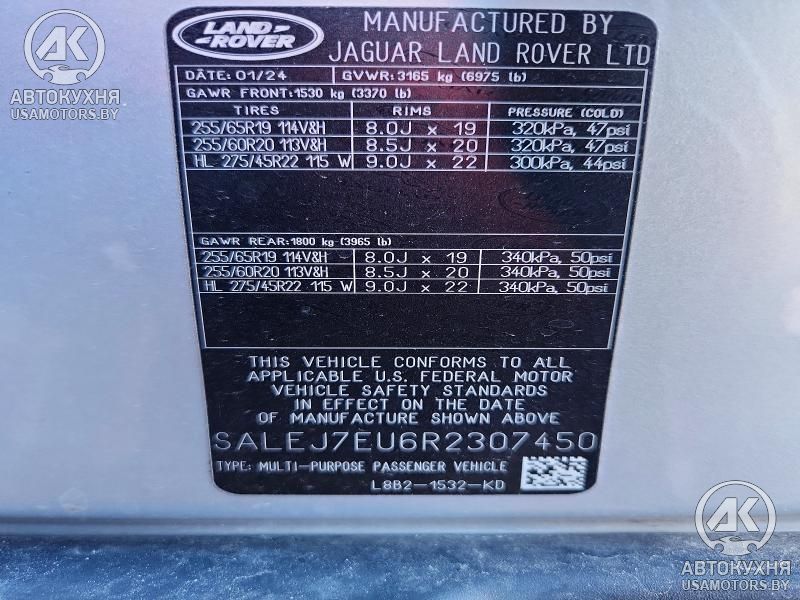 АВТОКУХНЯ
USAMOTORS.BY
LAND
ROVER
MANUFACTURED BY
JAGUAR LAND ROVER LTD
DATE: 01/24 GVWR: 3165 kg (6975 lb)
GAWR FRONT: 1530 kg (3370 lb)
TIRES RIMS PRESSURE (COLD)
255/65R19 114V&H 8.0J x 19 320kPa, 47psi
255/60R20 113V&H 8.5J x 20 320kPa, 47psi
HL 275/45R22 115 W 9.0J x 22 300kPa, 44psi
GAWR REAR: 1800 kg (3965 lb)
255/65R19 114V&H 8.0J x 19 340kPa, 50psi
255/60R20 113V&H 8.5J x 20 340kPa, 50psi
HL 275/45R22 115 W 9.0J x 22 340kPa, 50psi
THIS VEHICLE CONFORMS TO ALL
APPLICABLE U.S. FEDERAL MOTOR
VEHICLE SAFETY STANDARDS
IN EFFECT ON THE DATE
OF MANUFACTURE SHOWN ABOVE
SALEJ7EU6R2307450
TYPE: MULTI-PURPOSE PASSENGER VEHICLE
L8B2-1532-KD
АК
АВТОКУХНЯ
USAMOTORS.BY